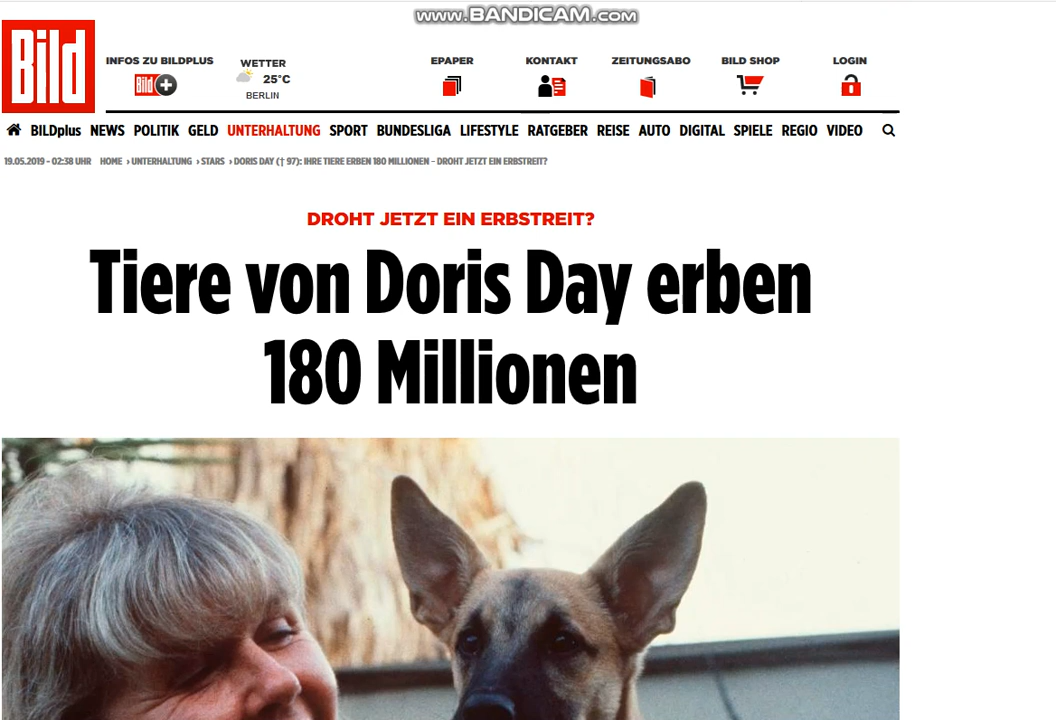 www.BANDICAM.com
Bild
INFOS ZU BILDPLUS
Bild +
WETTER
25°C
BERLIN
EPAPER
KONTAKT
ZEITUNGSABO
BILD SHOP
LOGIN
BILDplus NEWS POLITIK GELD UNTERHALTUNG SPORT BUNDESLIGA LIFESTYLE RATGEBER REISE AUTO DIGITAL SPIELE REGIO VIDEO
19.05.2019 - 02:38 UHR HOME › UNTERHALTUNG › STARS › DORIS DAY († 97): IHRE TIERE ERBEN 180 MILLIONEN – DROHT JETZT EIN ERBSTREIT?
DROHT JETZT EIN ERBSTREIT?
Tiere von Doris Day erben
180 Millionen